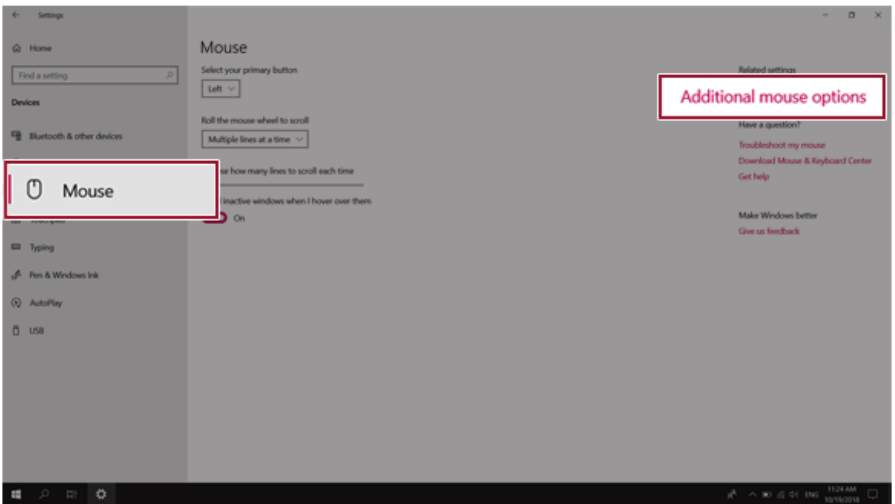 Settings
Home
Find a setting
Devices
Bluetooth & other devices
Mouse
Typing
Pen & Windows Ink
AutoPlay
USB
Mouse
Select your primary button
Left
Roll the mouse wheel to scroll
Multiple lines at a time
how many lines to scroll each time
inactive windows when I hover over them
On
Related settings
Additional mouse options
Have a question?
Troubleshoot my mouse
Download Mouse & Keyboard Center
Get help
Make Windows better
Give us feedback
ENG
11:24 AM
10/19/2018